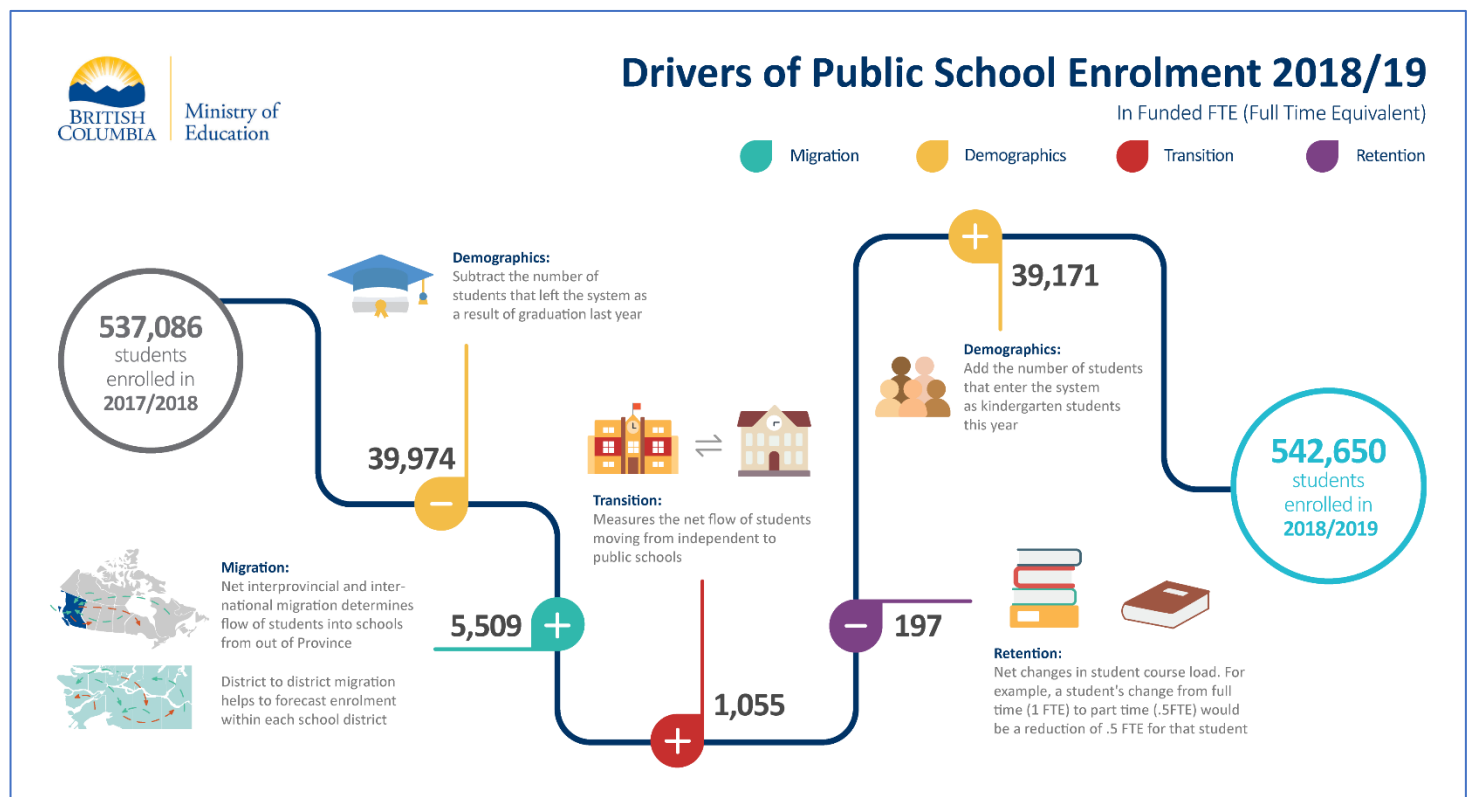 BRITISH
COLUMBIA
Ministry of
Education
Drivers of Public School Enrolment 2018/19
In Funded FTE (Full Time Equivalent)
Migration
Demographics
Transition
Retention
537,086
students
enrolled in
2017/2018
Demographics:
Subtract the number of
students that left the system as
a result of graduation last year
39,974
Migration:
Net interprovincial and inter-
national migration determines
flow of students into schools
from out of Province
District to district migration
helps to forecast enrolment
within each school district
5,509
Transition:
Measures the net flow of students
moving from independent to
public schools
1,055
197
Retention:
Net changes in student course load. For
example, a student's change from full
time (1 FTE) to part time (.5FTE) would
be a reduction of .5 FTE for that student
39,171
Demographics:
Add the number of students
that enter the system
as kindergarten students
this year
542,650
students
enrolled in
2018/2019